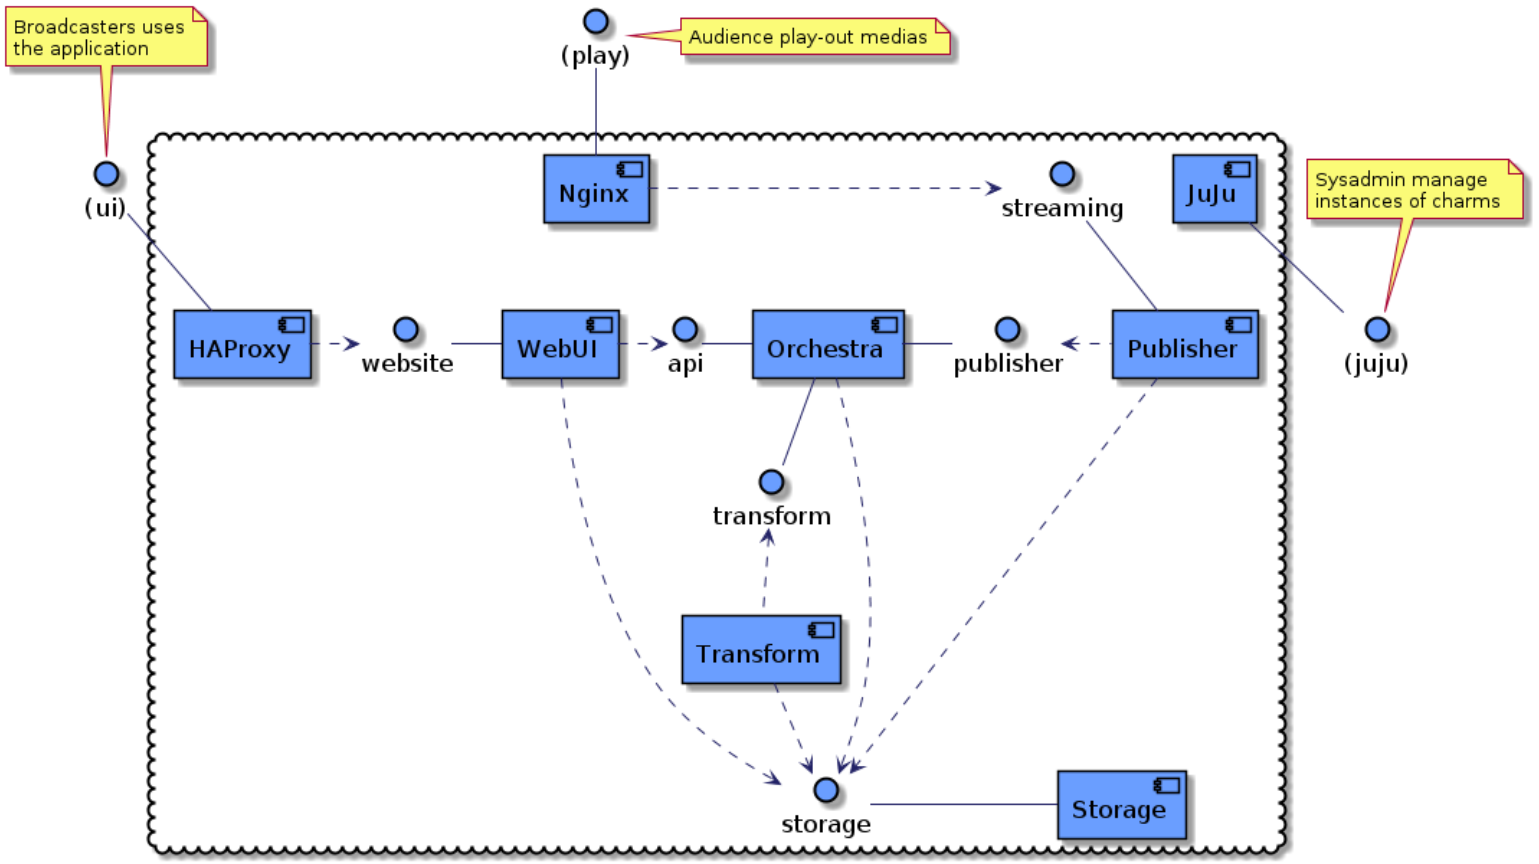 Broadcasters uses
the application
(play)
Audience play-out medias
(ui)
Nginx
streaming
JuJu
Sysadmin manage
instances of charms
HAProxy
website
WebUI
api
Orchestra
publisher
Publisher
(juju)
transform
Transform
storage
Storage